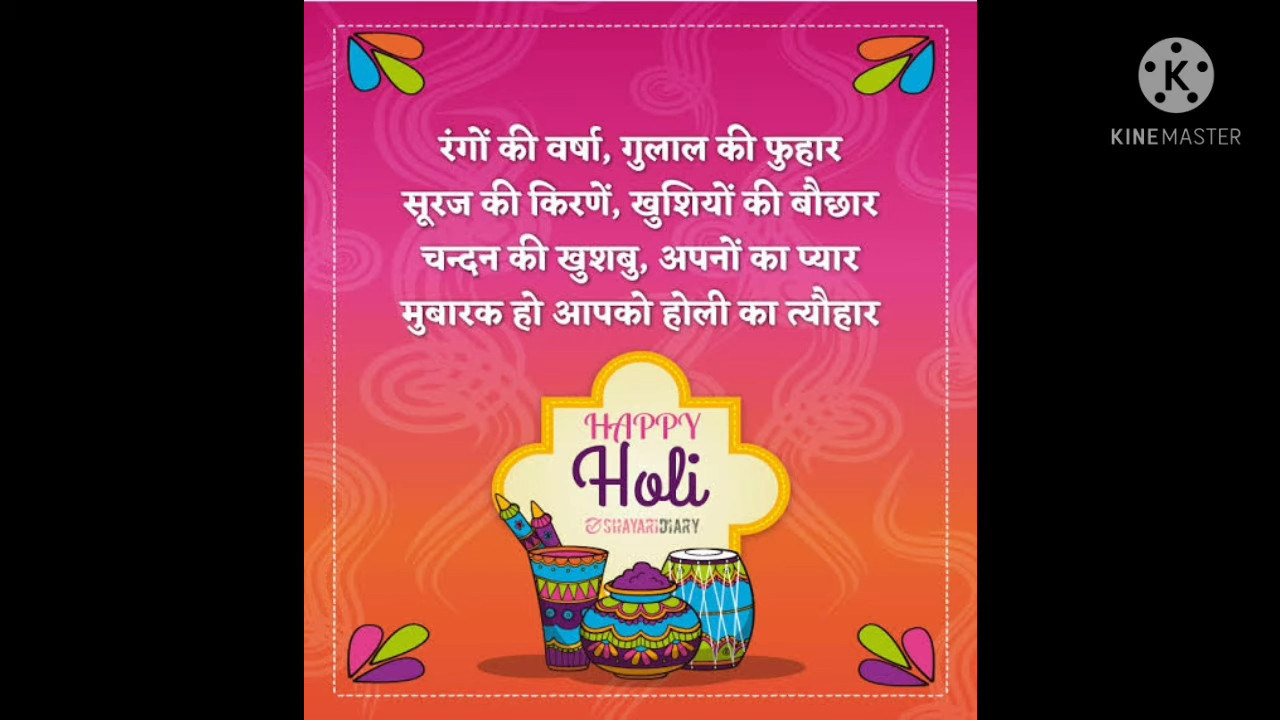 रंगों की वर्षा, गुलाल की फुहार
सूरज की किरणें, खुशियों की बौछार
चन्दन की खुशबु, अपनों का प्यार
मुबारक हो आपको होली का त्यौहार
HAPPY
Holi
SHAYARIDIARY
K
KINEMASTER